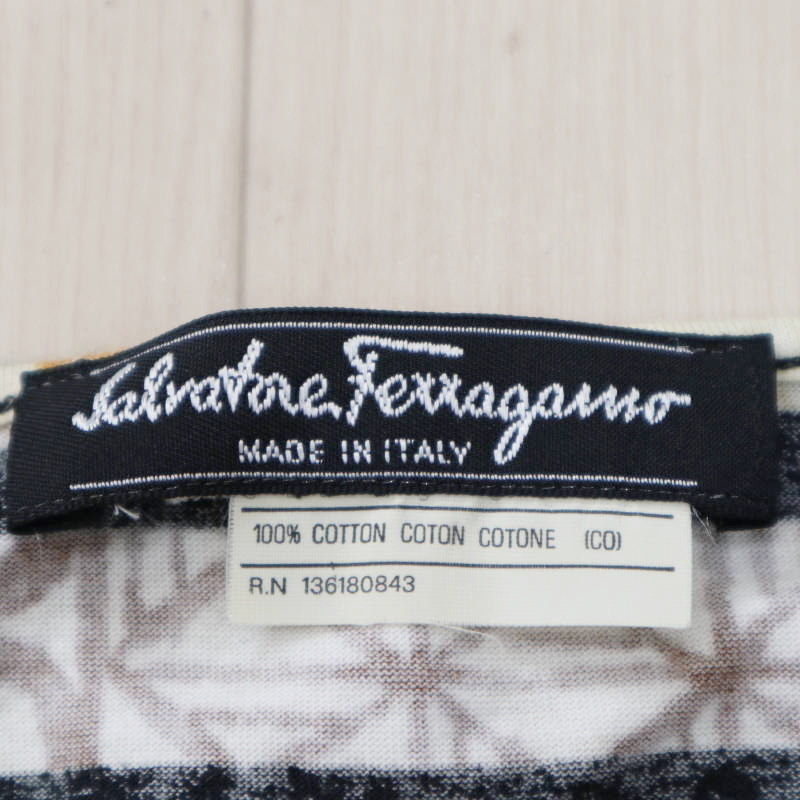 Salvatore Ferragamo
MADE IN ITALY
100% COTTON COTON COTONE (CO)
R.N 136180843